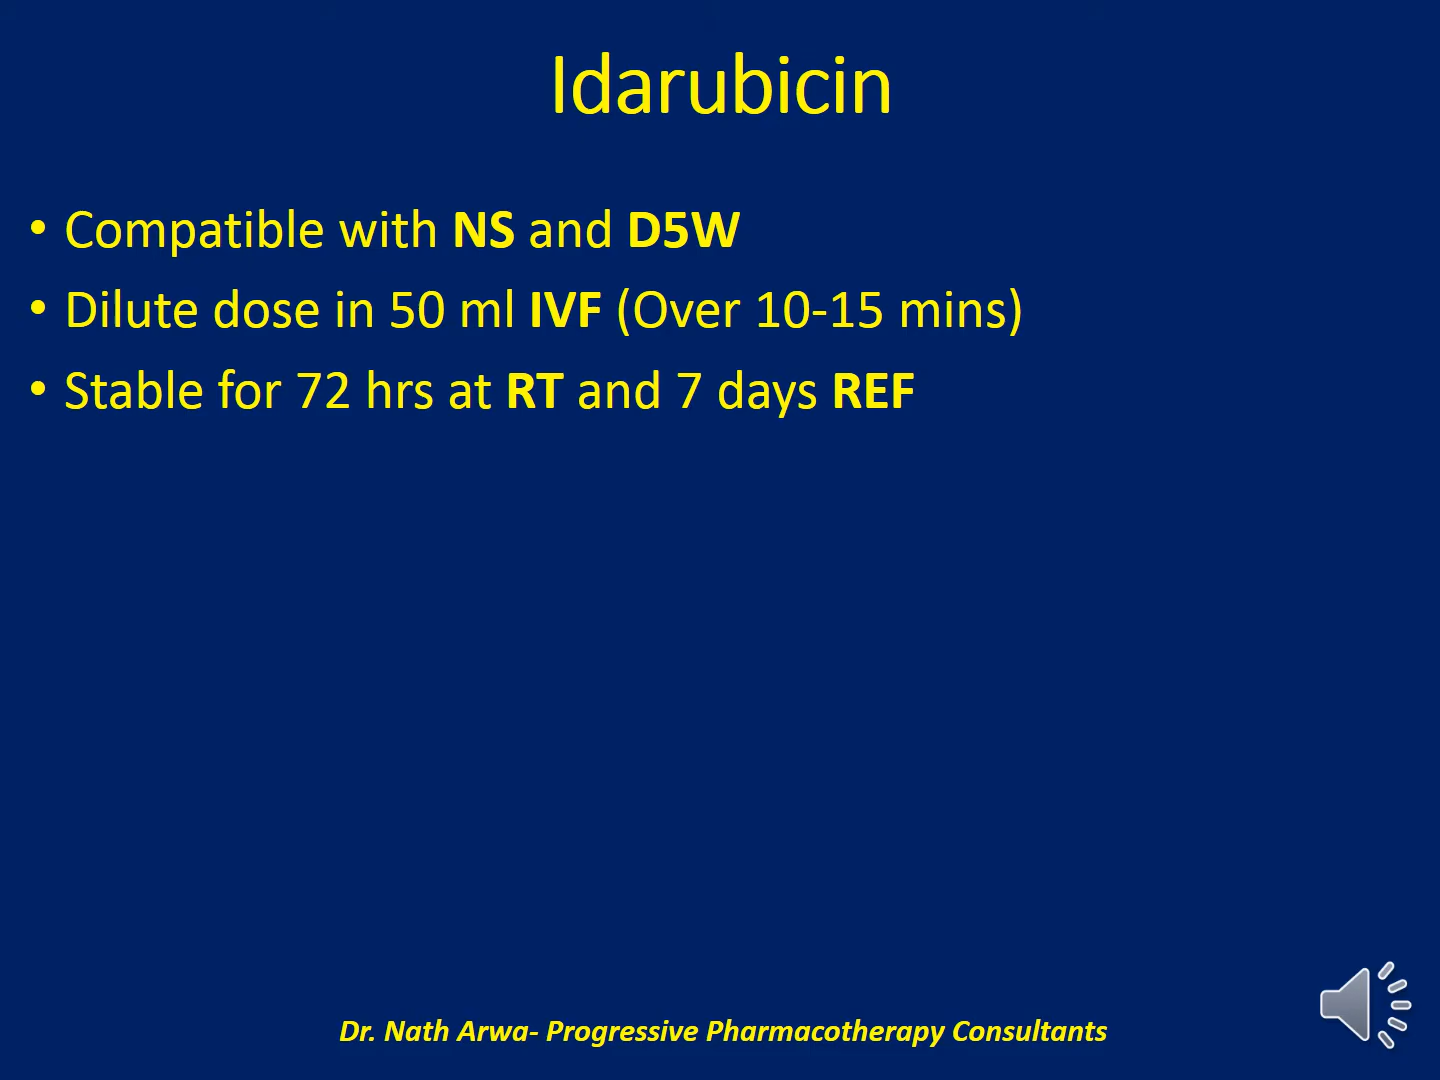 Idarubicin
• Compatible with NS and D5W
• Dilute dose in 50 ml IVF (Over 10-15 mins)
• Stable for 72 hrs at RT and 7 days REF
Dr. Nath Arwa- Progressive Pharmacotherapy Consultants